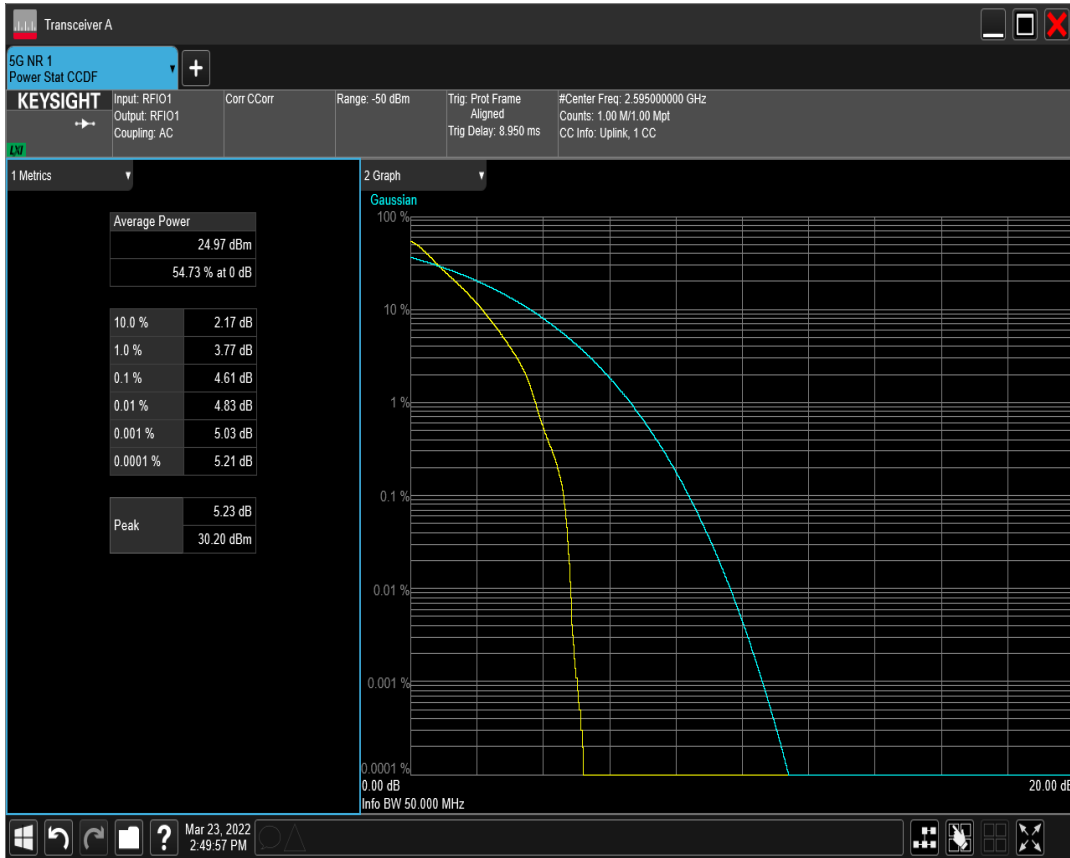 Transceiver A
5G NR 1
Power Stat CCDF
KEYSIGHT
LXI
Input: RFIO1
Output: RFIO1
Coupling: AC
Corr CCorr
Range: -50 dBm
Trig: Prot Frame
Aligned
Trig Delay: 8.950 ms
#Center Freq: 2.595000000 GHz
Counts: 1.00 M/1.00 Mpt
CC Info: Uplink, 1 CC
1 Metrics
Average Power
24.97 dBm
54.73 % at 0 dB
10.0 % 2.17 dB
1.0 % 3.77 dB
0.1 % 4.61 dB
0.01 % 4.83 dB
0.001 % 5.03 dB
0.0001 % 5.21 dB
Peak
5.23 dB
30.20 dBm
2 Graph
Gaussian
100 %
10 %
1 %
0.1 %
0.01 %
0.001 %
0.0001 %
0.00 dB 20.00 dB
Info BW 50.000 MHz
? Mar 23, 2022
2:49:57 PM